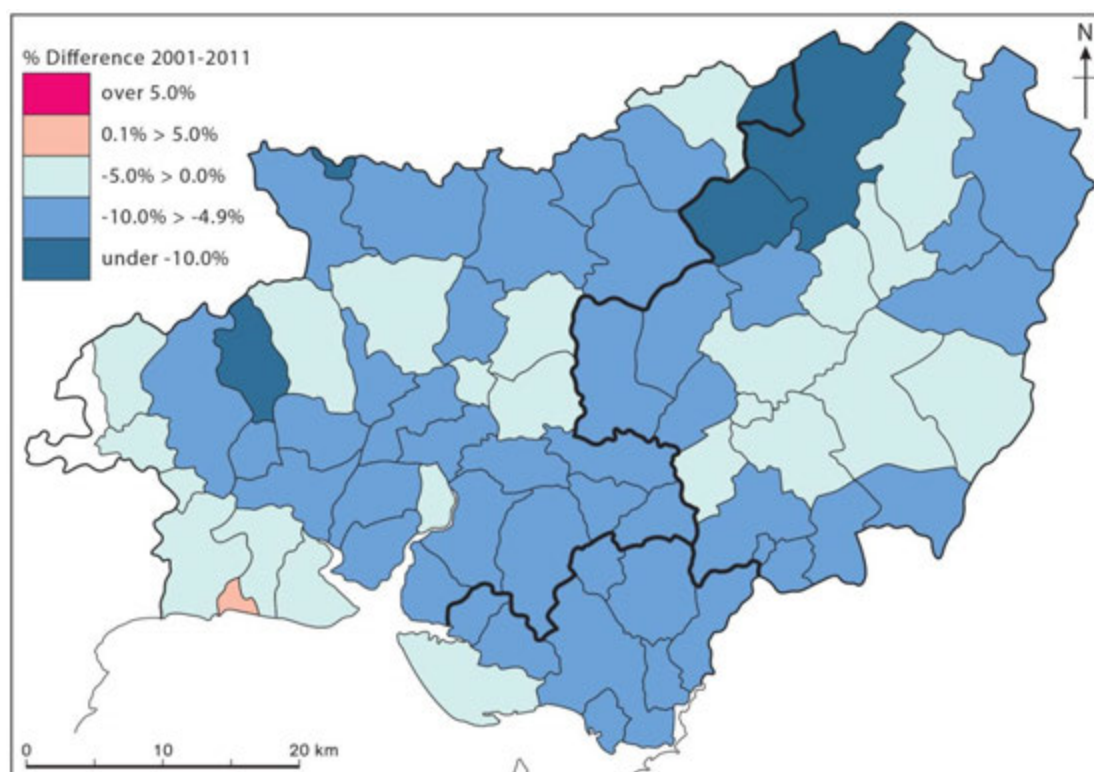 % Difference 2001-2011
over 5.0%
0.1% > 5.0%
-5.0% > 0.0%
-10.0% > -4.9%
under -10.0%
N
0 10 20 km